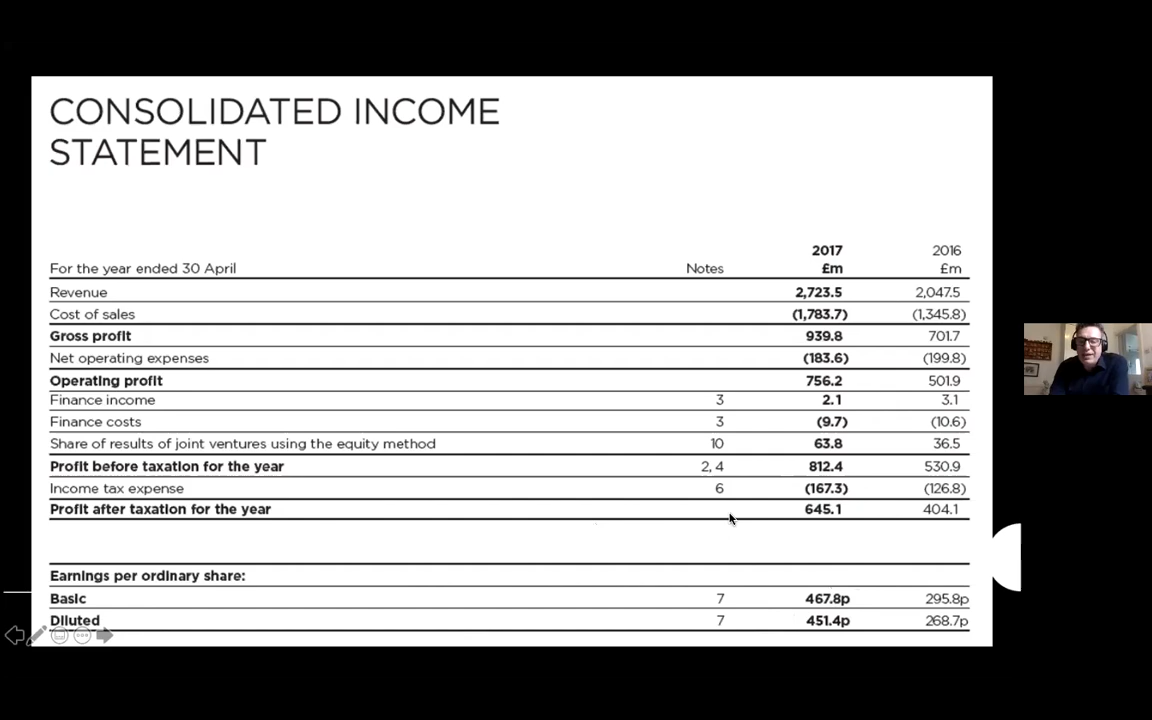 CONSOLIDATED INCOME
STATEMENT
2017 2016
For the year ended 30 April Notes £m £m
Revenue 2,723.5 2,047.5
Cost of sales (1,783.7) (1,345.8)
Gross profit 939.8 701.7
Net operating expenses (183.6) (199.8)
Operating profit 756.2 501.9
Finance income 3 2.1 3.1
Finance costs 3 (9.7) (10.6)
Share of results of joint ventures using the equity method 10 63.8 36.5
Profit before taxation for the year 2, 4 812.4 530.9
Income tax expense 6 (167.3) (126.8)
Profit after taxation for the year 645.1 404.1
Earnings per ordinary share:
Basic 7 467.8p 295.8p
Diluted 7 451.4p 268.7p